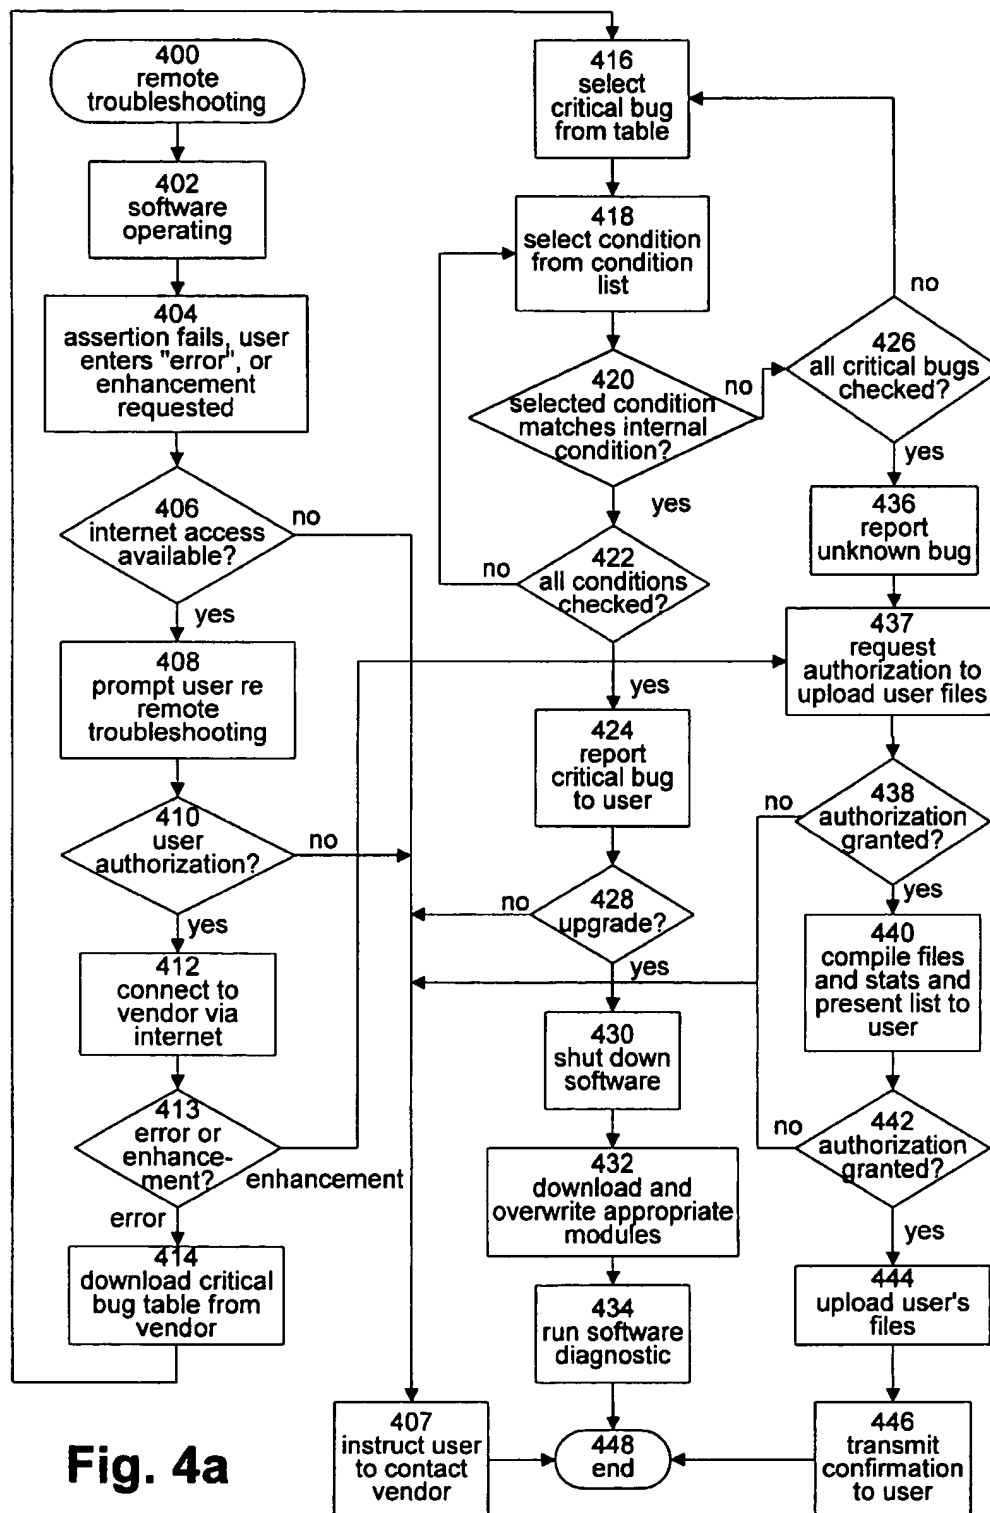 400
remote
troubleshooting
402
software
operating
404
assertion fails, user
enters "error", or
enhancement
requested
406
internet access
available?
no
yes
408
prompt user re
remote
troubleshooting
410
user
authorization?
no
yes
412
connect to
vendor via
internet
413
error or
enhance-
ment?
enhancement
error
414
download critical
bug table from
vendor
416
select
critical bug
from table
418
select condition
from condition
list
420
selected condition
matches internal
condition?
no
yes
422
all conditions
checked?
no
yes
424
report
critical bug
to user
428
upgrade?
no
yes
430
shut down
software
432
download and
overwrite appropriate
modules
434
run software
diagnostic
407
instruct user
to contact
vendor
448
end
426
all critical bugs
checked?
no
yes
436
report
unknown bug
437
request
authorization to
upload user files
438
authorization
granted?
no
yes
440
compile files
and stats and
present list to
user
442
authorization
granted?
no
yes
444
upload user's
files
446
transmit
confirmation
to user
Fig. 4a